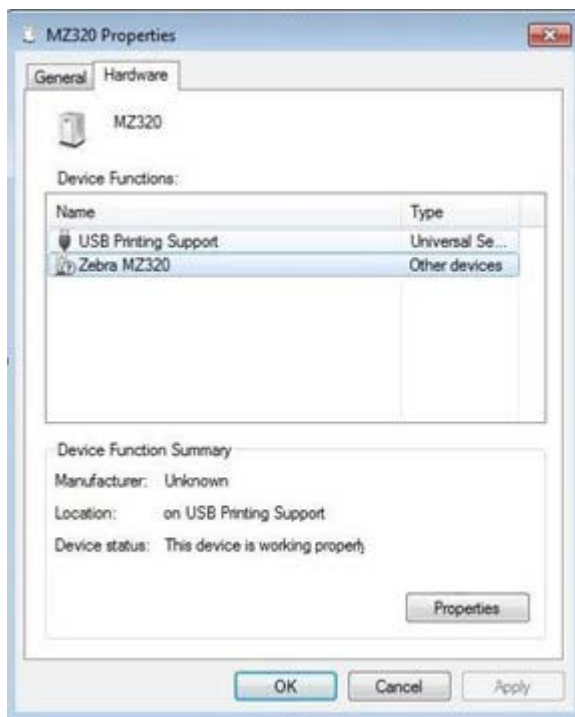 MZ320 Properties
General Hardware
MZ320
Device Functions:
Name Type
USB Printing Support Universal Se...
Zebra MZ320 Other devices
Device Function Summary
Manufacturer: Unknown
Location: on USB Printing Support
Device status: This device is working properly
Properties
OK Cancel Apply